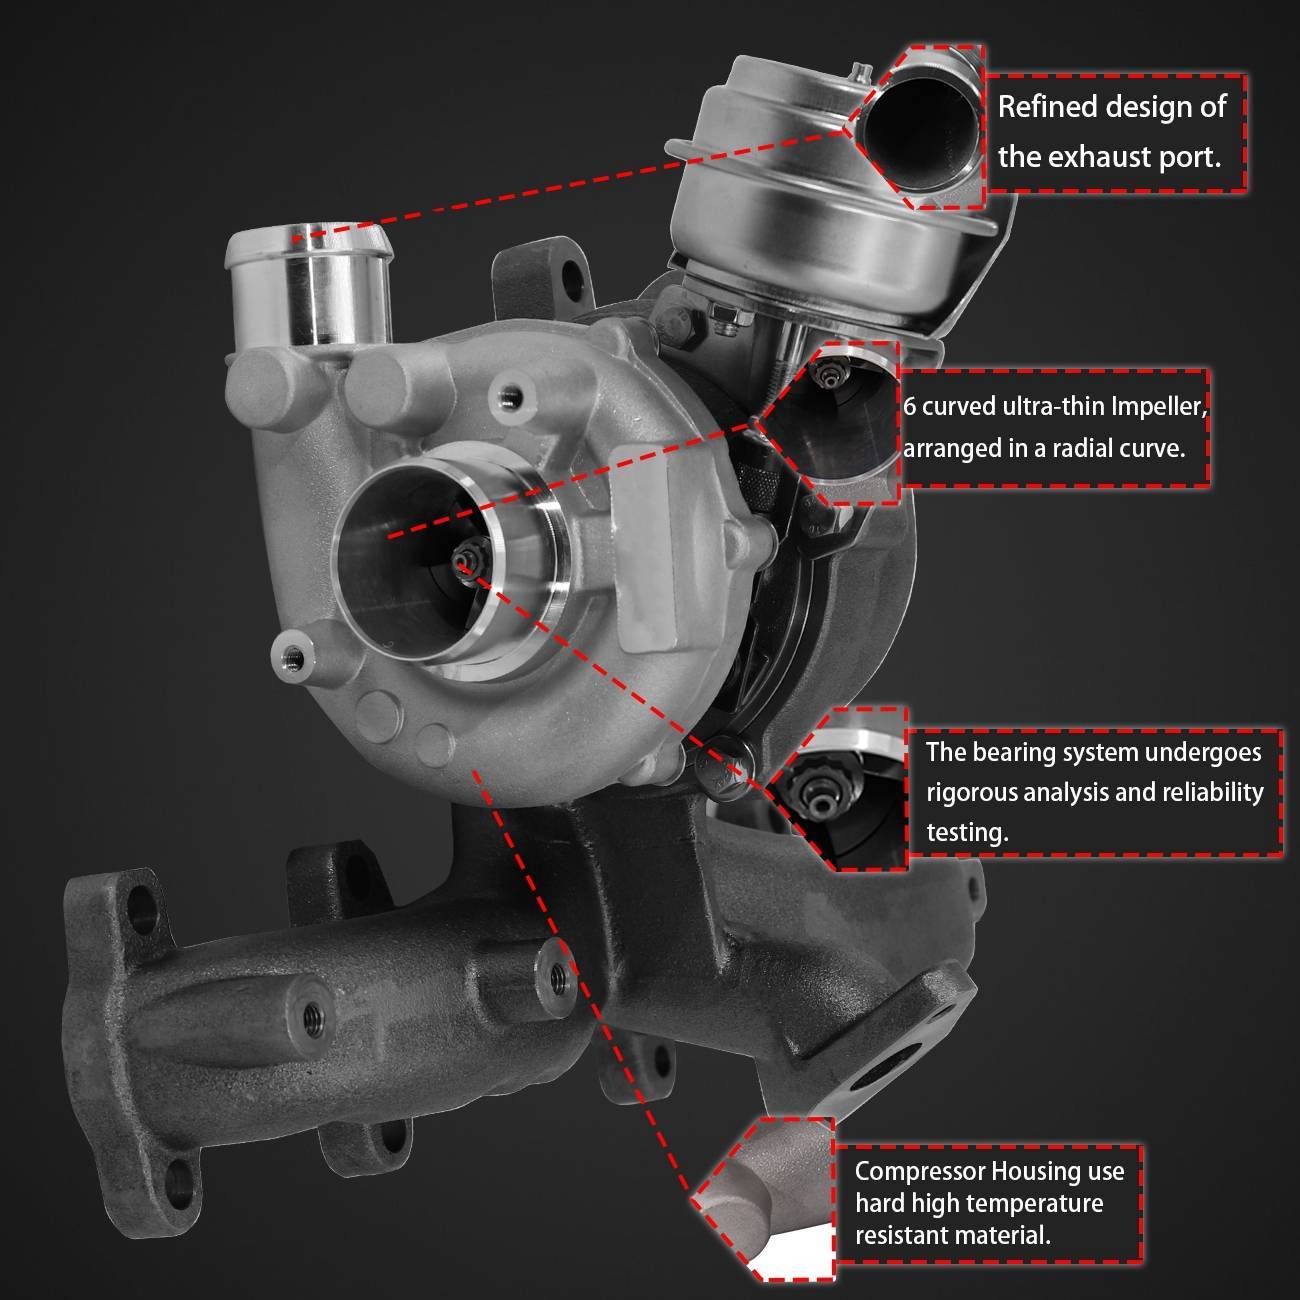 Refined design of
the exhaust port.
6 curved ultra-thin Impeller,
arranged in a radial curve.
The bearing system undergoes
rigorous analysis and reliability
testing.
Compressor Housing use
hard high temperature
resistant material.